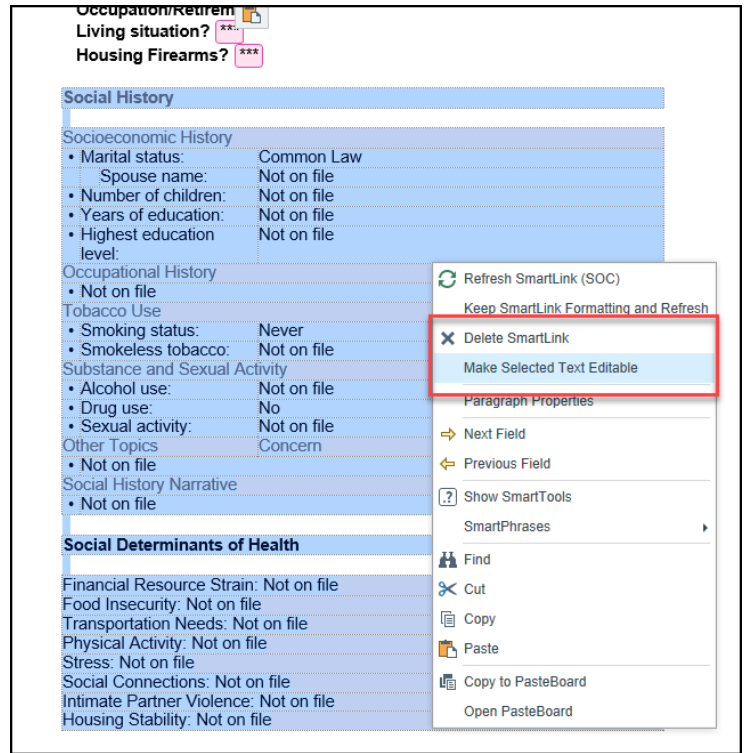 Occupation/Retirem
Living situation? ***
Housing Firearms? ***
Social History
Socioeconomic History
• Marital status: Common Law
Spouse name: Not on file
• Number of children: Not on file
• Years of education: Not on file
• Highest education level: Not on file
Occupational History
• Not on file
Tobacco Use
• Smoking status: Never
• Smokeless tobacco: Not on file
Substance and Sexual Activity
• Alcohol use: Not on file
• Drug use: No
• Sexual activity: Not on file
Other Topics Concern
• Not on file
Social History Narrative
• Not on file
Social Determinants of Health
Financial Resource Strain: Not on file
Food Insecurity: Not on file
Transportation Needs: Not on file
Physical Activity: Not on file
Stress: Not on file
Social Connections: Not on file
Intimate Partner Violence: Not on file
Housing Stability: Not on file
Refresh SmartLink (SOC)
Keep SmartLink Formatting and Refresh
Delete SmartLink
Make Selected Text Editable
Paragraph Properties
Next Field
Previous Field
Show SmartTools
SmartPhrases
Find
Cut
Copy
Paste
Copy to PasteBoard
Open PasteBoard